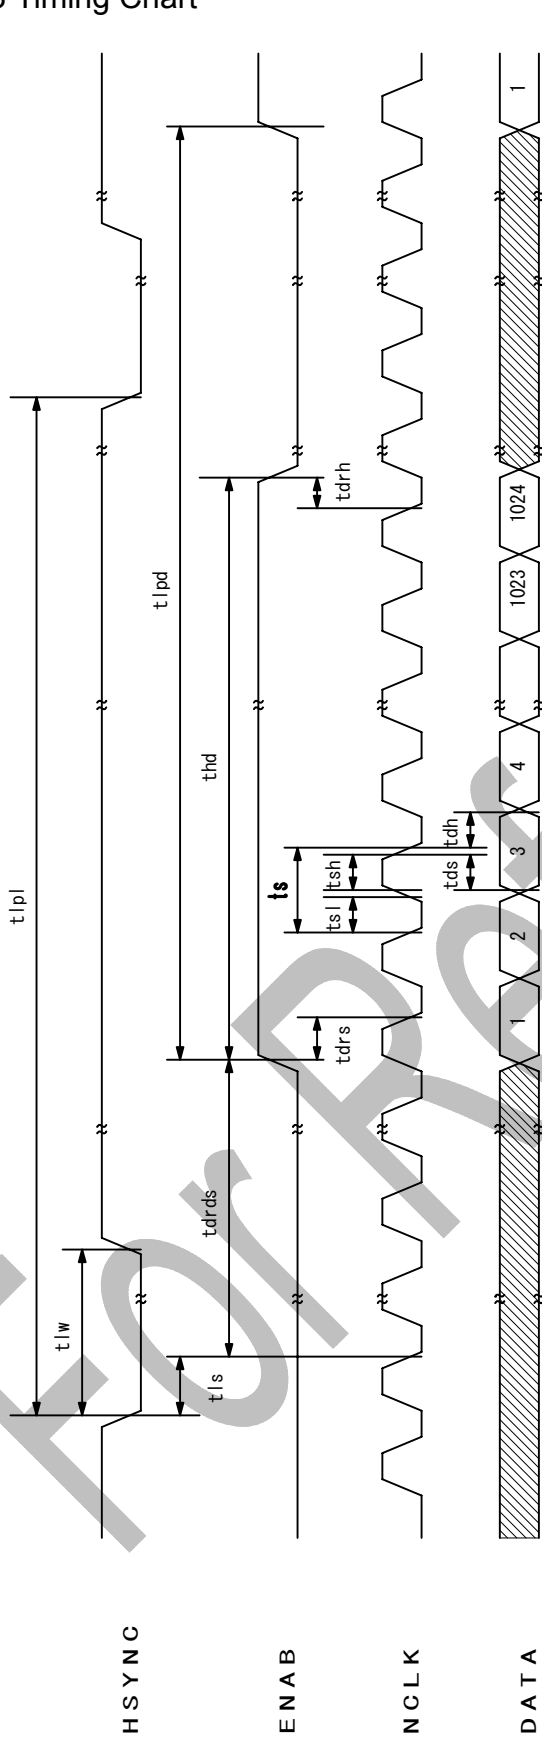 Timing Chart
tlpl
tlw
HSYNC
tlpd
tls
tdrds
thd
ENAB
ts
tdrs
tdrh
tsl
tsh
NCLK
tds
tdh
DATA
1
2
3
4
1023
1024
1
For Ref